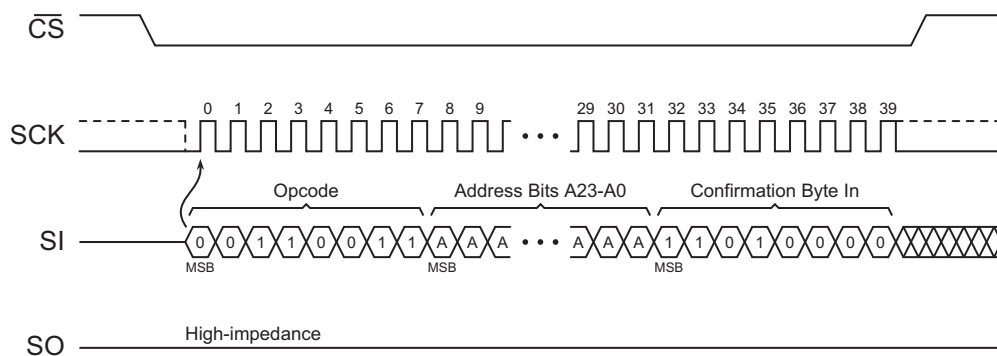 CS
0 1 2 3 4 5 6 7 8 9 29 30 31 32 33 34 35 36 37 38 39
SCK
Opcode Address Bits A23-A0 Confirmation Byte In
SI 0 0 1 1 0 0 1 1 A A A A A A 1 1 0 1 0 0 0 0
MSB MSB MSB
High-impedance
SO